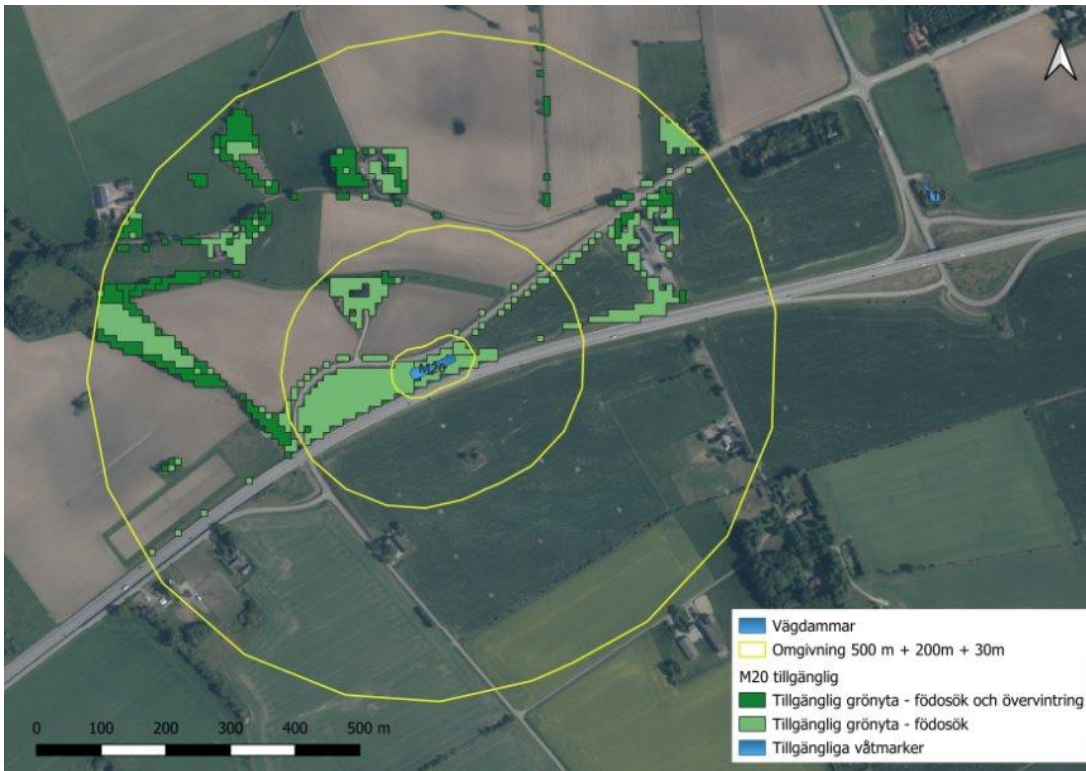 M18
M20
Vägdammar
Omgivning 500 m + 200m + 30m
M20 tillgänglig
Tillgänglig grönyta - födosök och övervintring
Tillgänglig grönyta - födosök
Tillgängliga våtmarker
0 100 200 300 400 500 m